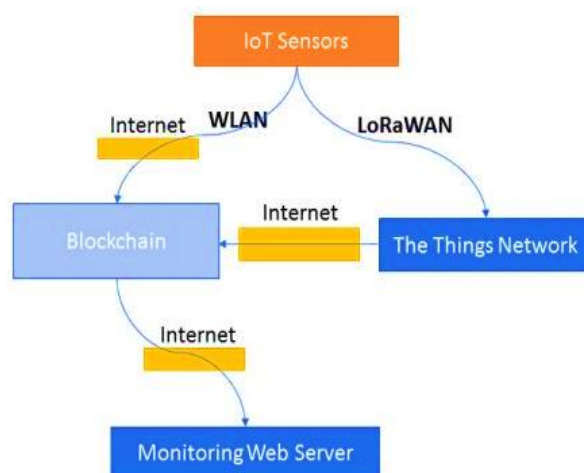 IoT Sensors
WLAN
LoRaWAN
Internet
Internet
Blockchain
The Things Network
Internet
Monitoring Web Server